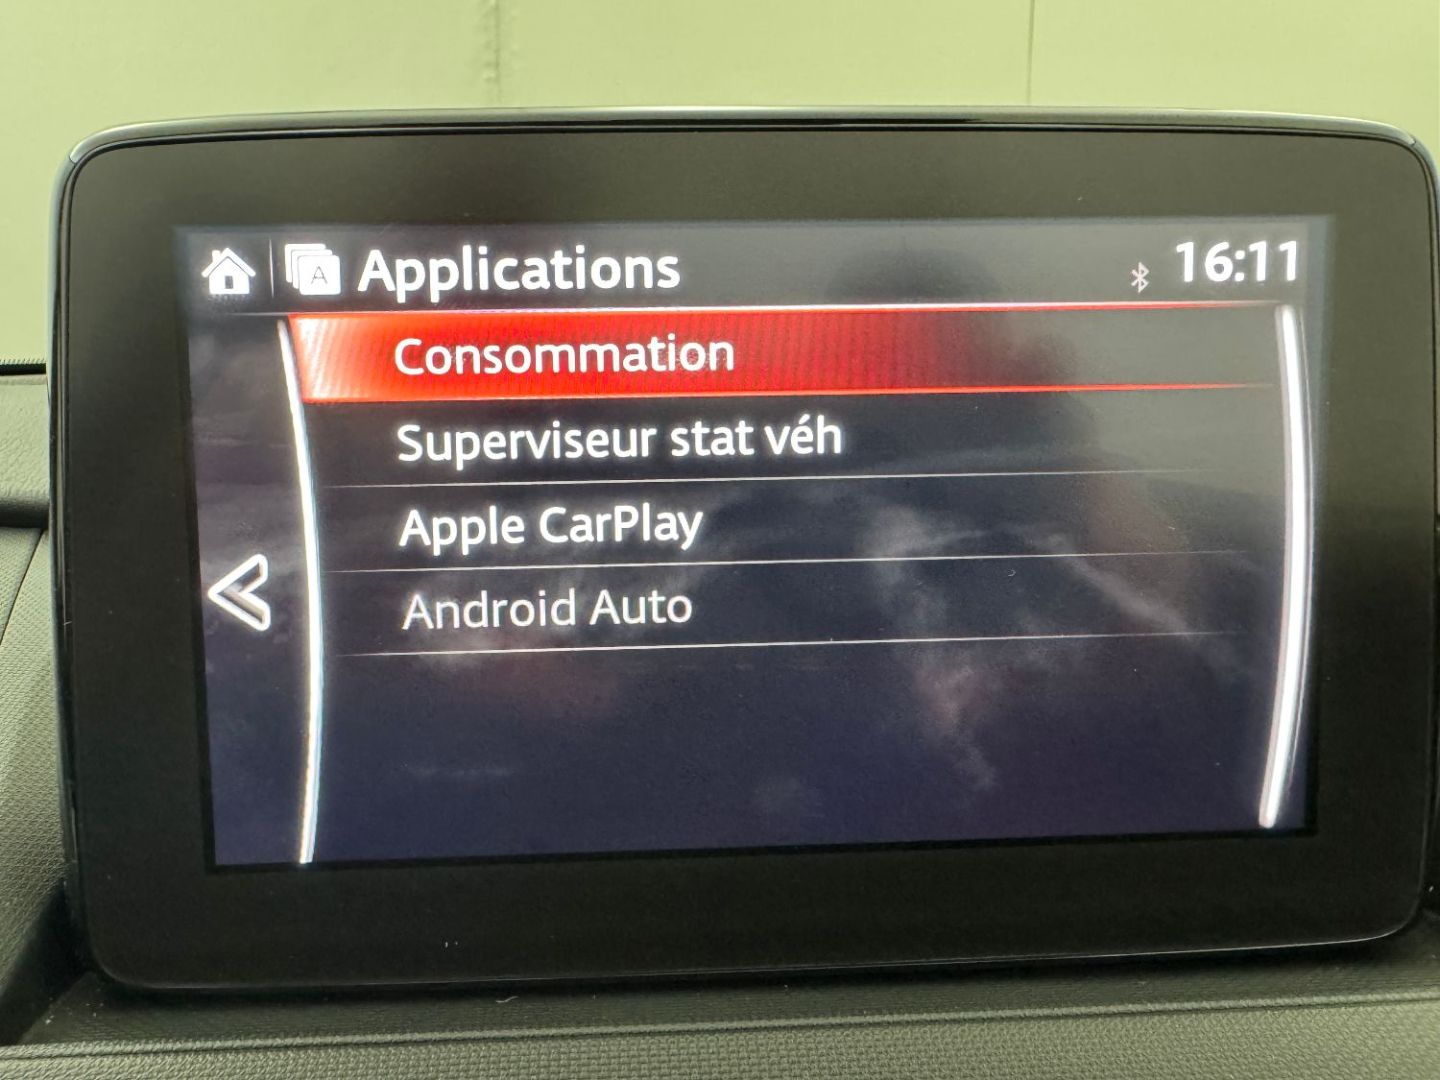 A Applications 16:11
Consommation
Superviseur stat véh
Apple CarPlay
Android Auto